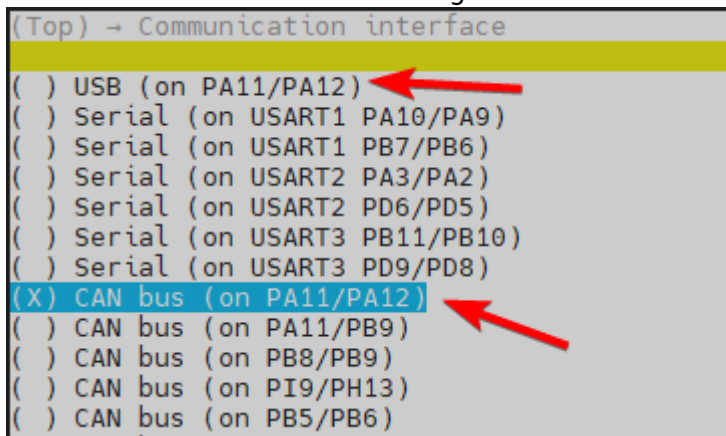 (Top) → Communication interface
( ) USB (on PA11/PA12)
( ) Serial (on USART1 PA10/PA9)
( ) Serial (on USART1 PB7/PB6)
( ) Serial (on USART2 PA3/PA2)
( ) Serial (on USART2 PD6/PD5)
( ) Serial (on USART3 PB11/PB10)
( ) Serial (on USART3 PD9/PD8)
(X) CAN bus (on PA11/PA12)
( ) CAN bus (on PA11/PB9)
( ) CAN bus (on PB8/PB9)
( ) CAN bus (on PI9/PH13)
( ) CAN bus (on PB5/PB6)